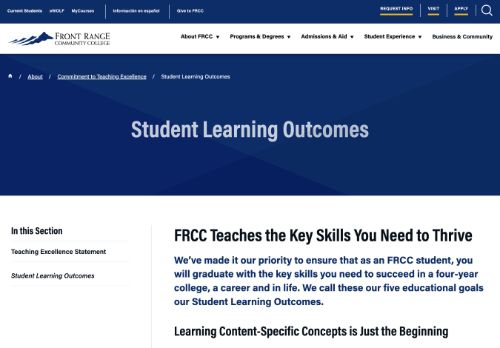 Current Students eWOLF MyCourses Información en español Give to FRCC REQUEST INFO VISIT APPLY
FRONT RANGE
COMMUNITY COLLEGE
About FRCC ▼ Programs & Degrees ▼ Admissions & Aid ▼ Student Experience ▼ Business & Community
/ About / Commitment to Teaching Excellence / Student Learning Outcomes
Student Learning Outcomes
In this Section
Teaching Excellence Statement
Student Learning Outcomes
FRCC Teaches the Key Skills You Need to Thrive
We've made it our priority to ensure that as an FRCC student, you
will graduate with the key skills you need to succeed in a four-year
college, a career and in life. We call these our five educational goals
our Student Learning Outcomes.
Learning Content-Specific Concepts is Just the Beginning